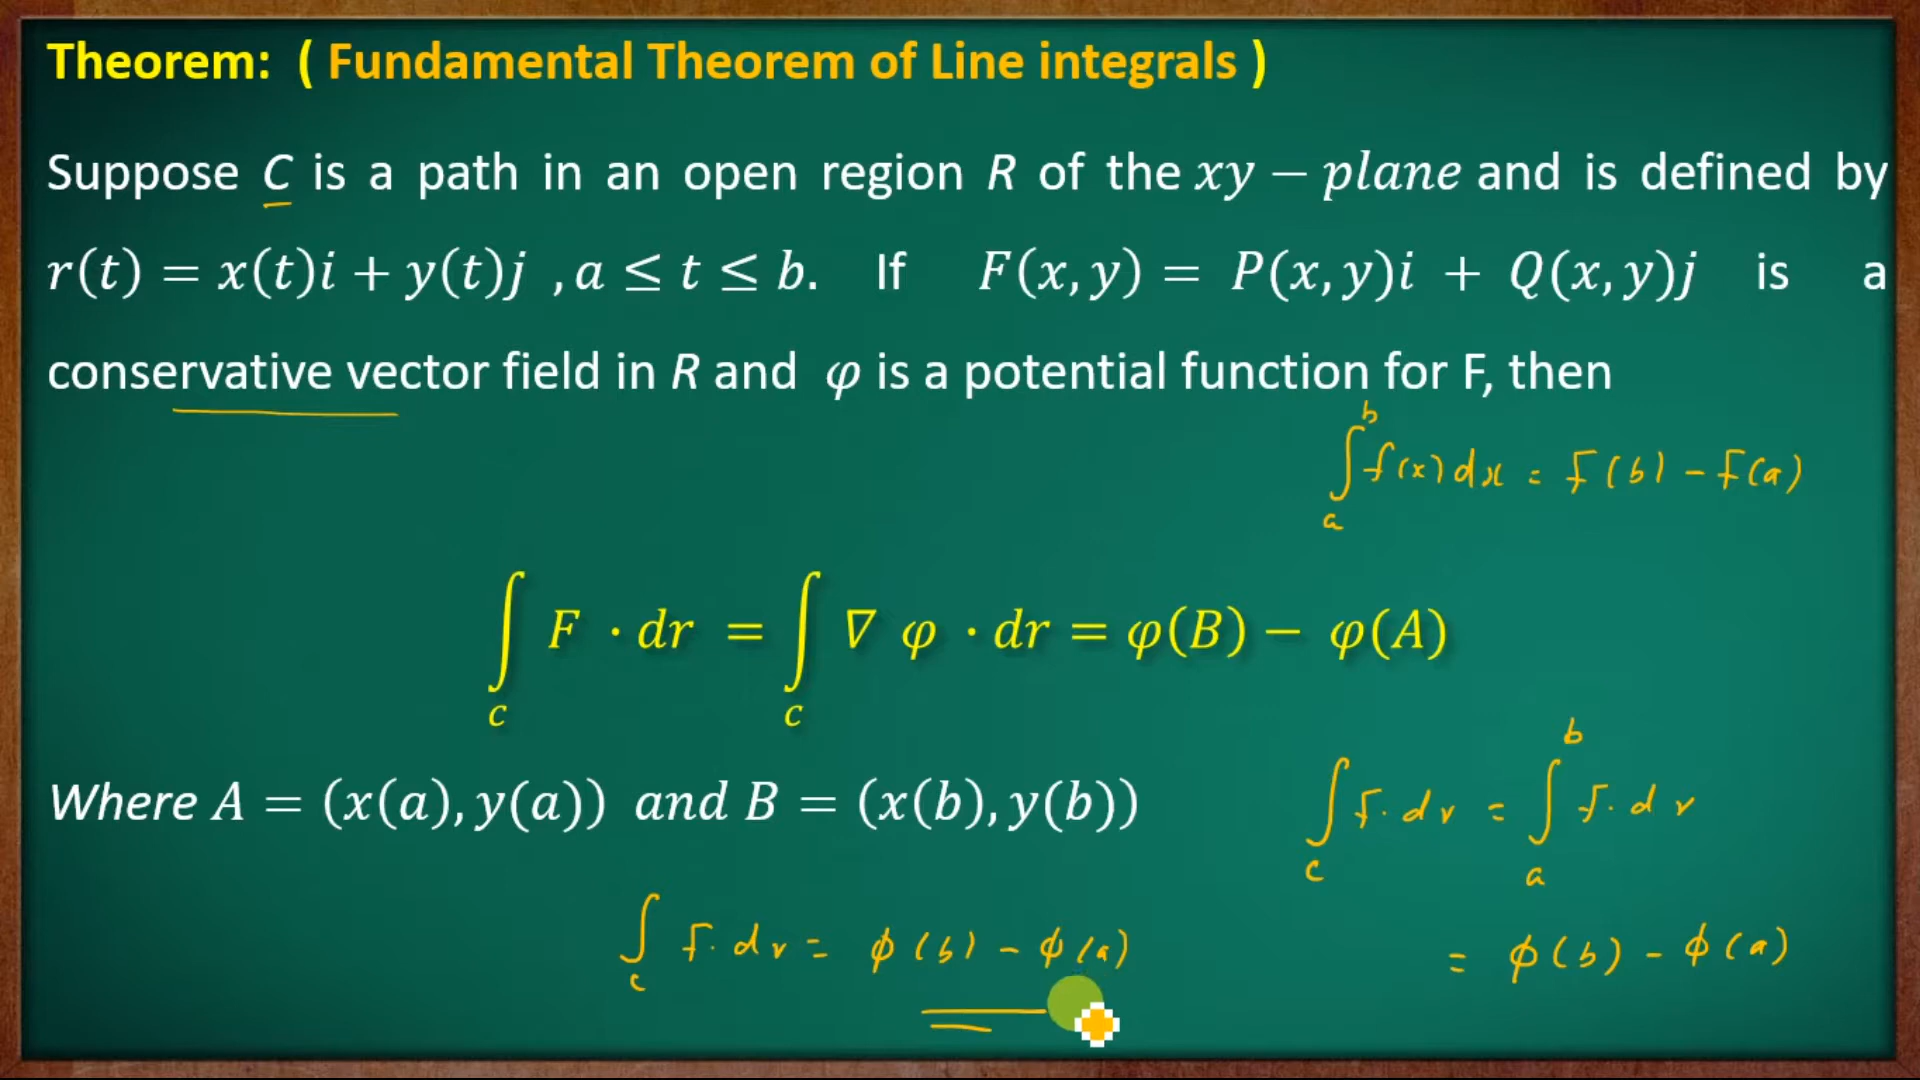 Theorem: ( Fundamental Theorem of Line integrals )
Suppose C is a path in an open region R of the xy − plane and is defined by
r(t) = x(t)i + y(t)j , a ≤ t ≤ b. If F(x, y) = P(x, y)i + Q(x, y)j is a
conservative vector field in R and φ is a potential function for F, then
∫_a^b f(x) dx = F(b) − F(a)
∫_c F · dr = ∫_c ∇ φ · dr = φ(B) − φ(A)
Where A = (x(a), y(a)) and B = (x(b), y(b))
∫_c F. dr = ∫_a^b F. dr
∫_c F. dr = ϕ(b) − ϕ(a)
= ϕ(b) − ϕ(a)